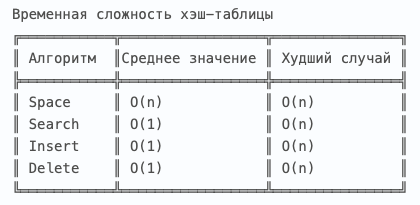 Временная сложность хэш-таблицы
Алгоритм Среднее значение Худший случай
Space O(n) O(n)
Search O(1) O(n)
Insert O(1) O(n)
Delete O(1) O(n)